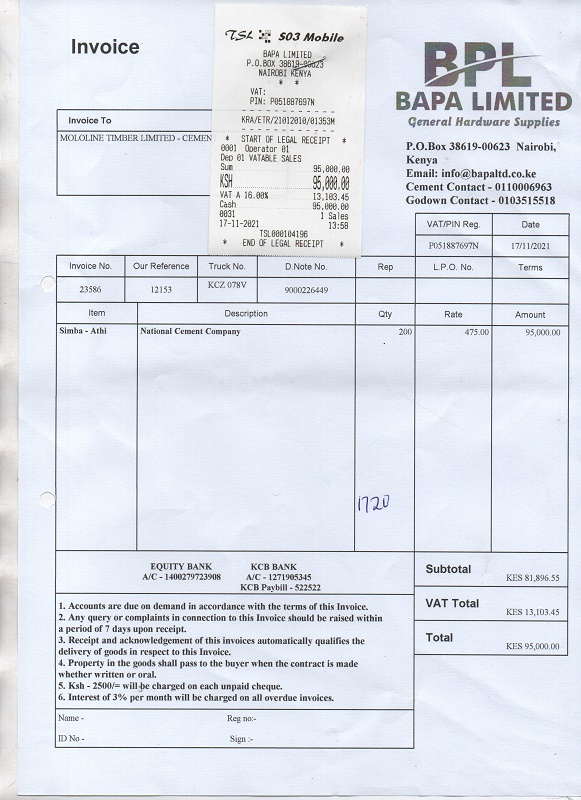 Invoice
TSL S03 Mobile
BAPA LIMITED
P.O.BOX 38619-00623
NAIROBI KENYA
* *
VAT:
PIN: P051887697N
KRA/ETR/21012010/01353M
* START OF LEGAL RECEIPT *
0001 Operator 01
Dep 01 VATABLE SALES
Sum 95,000.00
KSH 95,000.00
VAT A 16.00% 13,103.45
Cash 95,000.00
0031 1 Sales
17-11-2021 13:58
TSL000104196
* END OF LEGAL RECEIPT *
BPL
BAPA LIMITED
General Hardware Supplies
P.O.Box 38619-00623 Nairobi,
Kenya
Email: info@bapaltd.co.ke
Cement Contact - 0110006963
Godown Contact - 0103515518
Invoice To
MOLOLINE TIMBER LIMITED - CEMEN
VAT/PIN Reg. Date
P051887697N 17/11/2021
Invoice No. Our Reference Truck No. D.Note No. Rep L.P.O. No. Terms
23586 12153 KCZ 078V 9000226449
Item Description Qty Rate Amount
Simba - Athi National Cement Company 200 475.00 95,000.00
1720
EQUITY BANK KCB BANK
A/C - 1400279723908 A/C - 1271905345
KCB Paybill - 522522
Subtotal KES 81,896.55
VAT Total KES 13,103.45
Total KES 95,000.00
1. Accounts are due on demand in accordance with the terms of this Invoice.
2. Any query or complaints in connection to this Invoice should be raised within
a period of 7 days upon receipt.
3. Receipt and acknowledgement of this invoices automatically qualifies the
delivery of goods in respect to this Invoice.
4. Property in the goods shall pass to the buyer when the contract is made
whether written or oral.
5. Ksh - 2500/= will be charged on each unpaid cheque.
6. Interest of 3% per month will be charged on all overdue invoices.
Name - Reg no:-
ID No - Sign :-